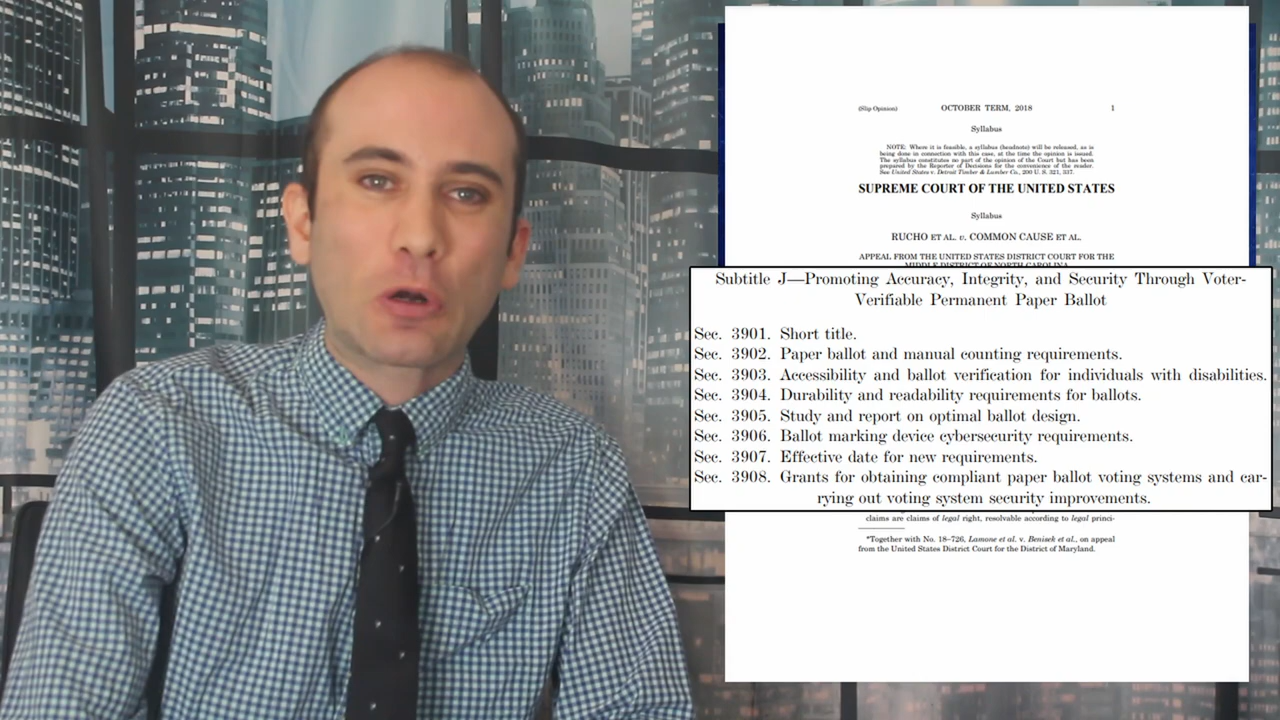 (Slip Opinion) OCTOBER TERM, 2018 1
Syllabus
NOTE: Where it is feasible, a syllabus (headnote) will be released, as is
being done in connection with this case, at the time the opinion is issued.
The syllabus constitutes no part of the opinion of the Court but has been
prepared by the Reporter of Decisions for the convenience of the reader.
See United States v. Detroit Timber & Lumber Co., 200 U. S. 321, 337.
SUPREME COURT OF THE UNITED STATES
Syllabus
RUCHO ET AL. v. COMMON CAUSE ET AL.
APPEAL FROM THE UNITED STATES DISTRICT COURT FOR THE
MIDDLE DISTRICT OF NORTH CAROLINA
Subtitle J—Promoting Accuracy, Integrity, and Security Through Voter-
Verifiable Permanent Paper Ballot
Sec. 3901. Short title.
Sec. 3902. Paper ballot and manual counting requirements.
Sec. 3903. Accessibility and ballot verification for individuals with disabilities.
Sec. 3904. Durability and readability requirements for ballots.
Sec. 3905. Study and report on optimal ballot design.
Sec. 3906. Ballot marking device cybersecurity requirements.
Sec. 3907. Effective date for new requirements.
Sec. 3908. Grants for obtaining compliant paper ballot voting systems and car-
rying out voting system security improvements.
claims are claims of legal right, resolvable according to legal princi-
*Together with No. 18–726, Lamone et al. v. Benisek et al., on appeal
from the United States District Court for the District of Maryland.